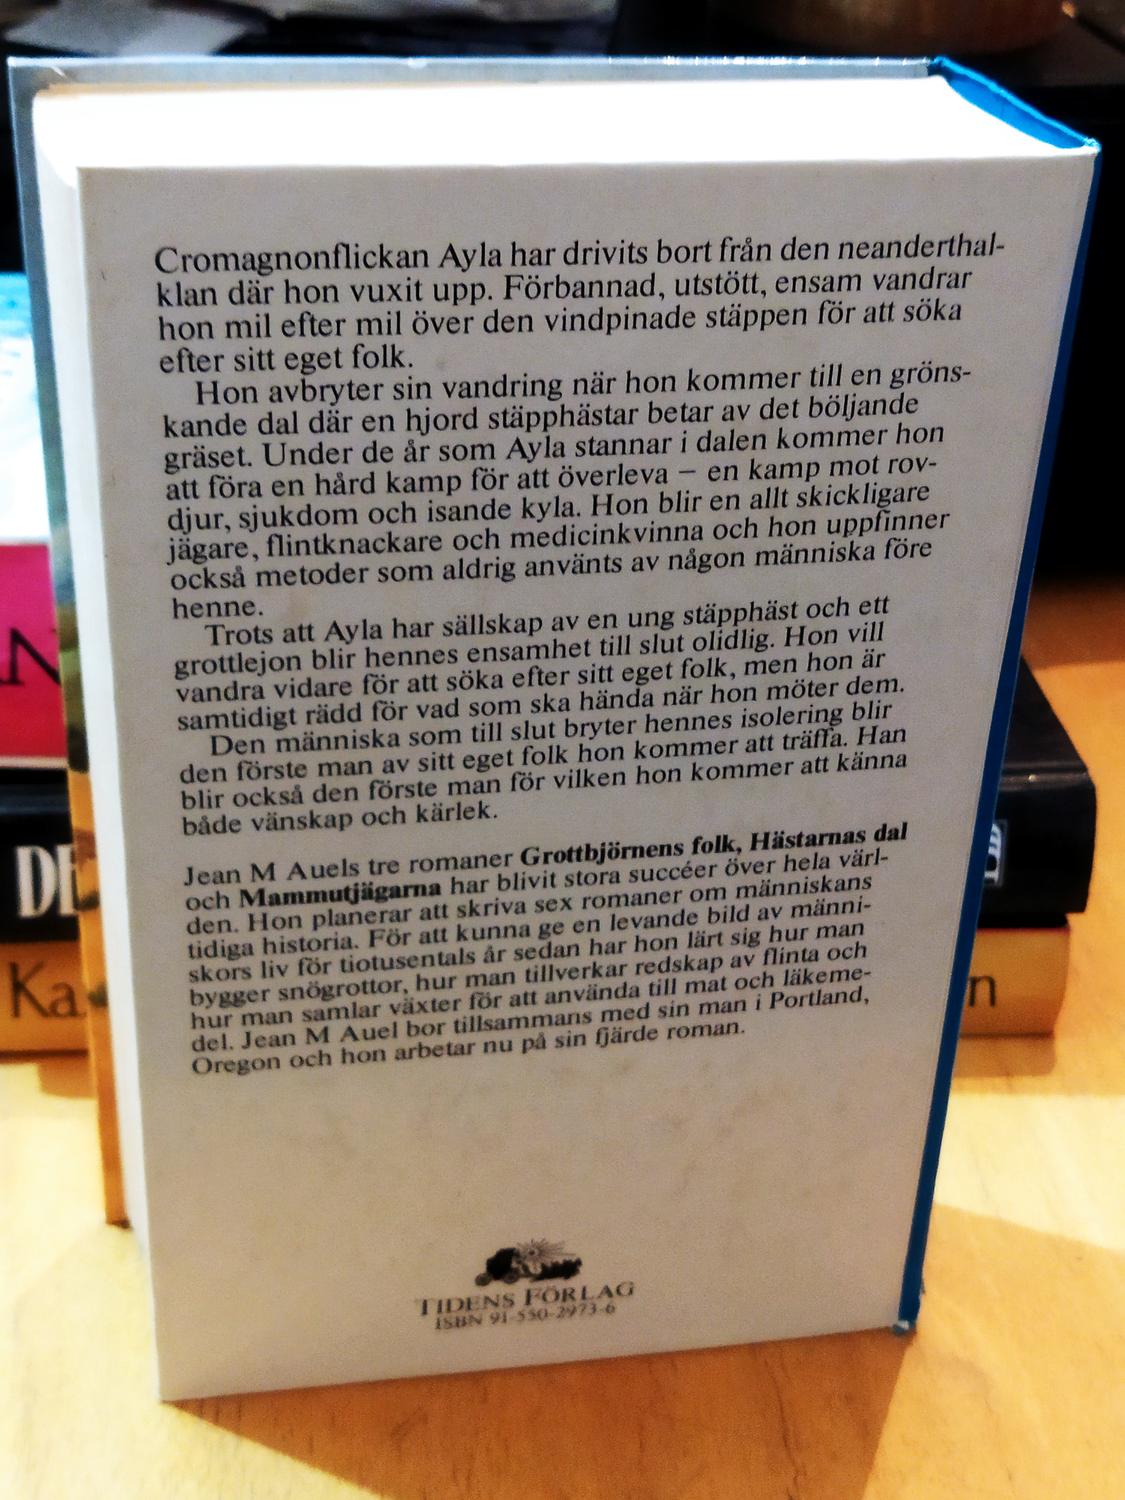 Cromagnonflickan Ayla har drivits bort från den neanderthal-
klan där hon vuxit upp. Förbannad, utstött, ensam vandrar
hon mil efter mil över den vindpinade stäppen för att söka
efter sitt eget folk.
Hon avbryter sin vandring när hon kommer till en gröns-
kande dal där en hjord stäpphästar betar av det böljande
gräset. Under de år som Ayla stannar i dalen kommer hon
att föra en hård kamp för att överleva – en kamp mot rov-
djur, sjukdom och isande kyla. Hon blir en allt skickligare
jägare, flintknackare och medicinkvinna och hon uppfinner
också metoder som aldrig använts av någon människa före
henne.
Trots att Ayla har sällskap av en ung stäpphäst och ett
grottlejon blir hennes ensamhet till slut olidlig. Hon vill
vandra vidare för att söka efter sitt eget folk, men hon är
samtidigt rädd för vad som ska hända när hon möter dem.
Den människa som till slut bryter hennes isolering blir
den förste man av sitt eget folk hon kommer att träffa. Han
blir också den förste man för vilken hon kommer att känna
både vänskap och kärlek.
Jean M Auels tre romaner Grottbjörnens folk, Hästarnas dal
och Mammutjägarna har blivit stora succéer över hela värl-
den. Hon planerar att skriva sex romaner om människans
tidiga historia. För att kunna ge en levande bild av männi-
skors liv för tiotusentals år sedan har hon lärt sig hur man
bygger snögrottor, hur man tillverkar redskap av flinta och
hur man samlar växter för att använda till mat och läkeme-
del. Jean M Auel bor tillsammans med sin man i Portland,
Oregon och hon arbetar nu på sin fjärde roman.
TIDENS FÖRLAG
ISBN 91-550-2973-6